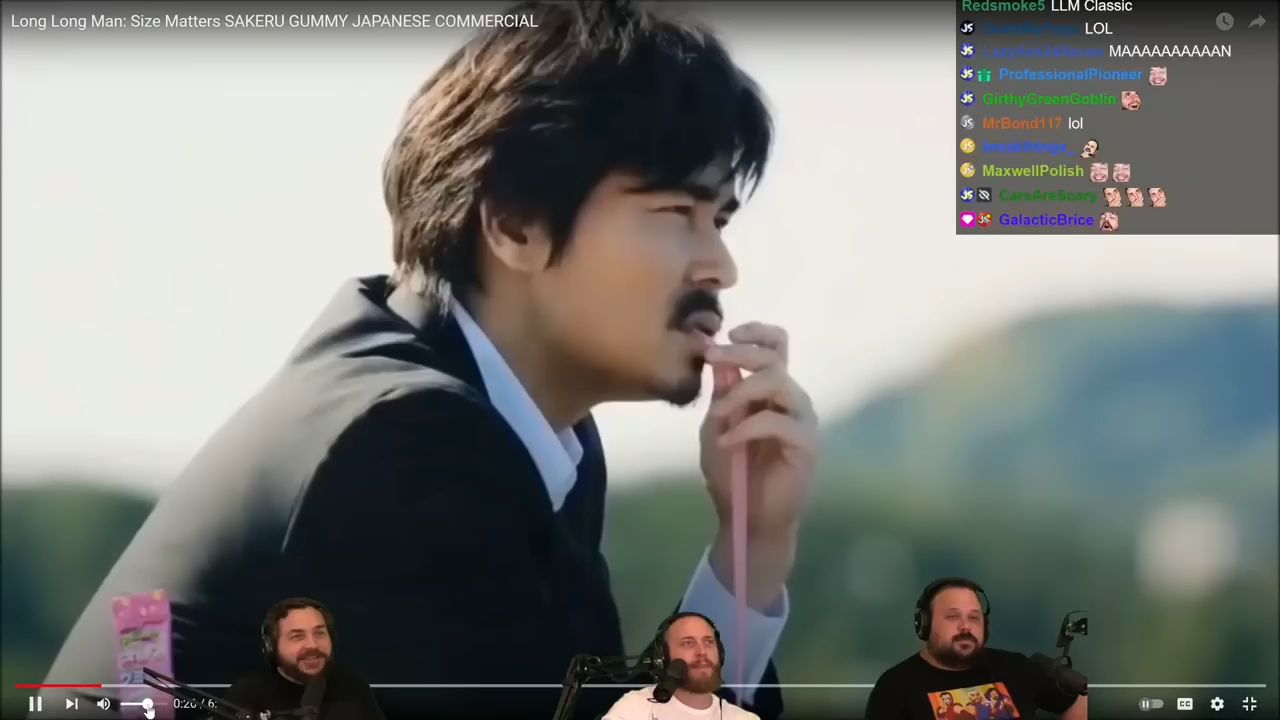 Long Long Man: Size Matters SAKERU GUMMY JAPANESE COMMERCIAL
Redsmoke5 LLM Classic
LOL
MAAAAAAAAAAN
ProfessionalPioneer
GirthyGreenGoblin
MrBond117 lol
MaxwellPolish
CarsAreScary
GalacticBrice
0:20 / 6: